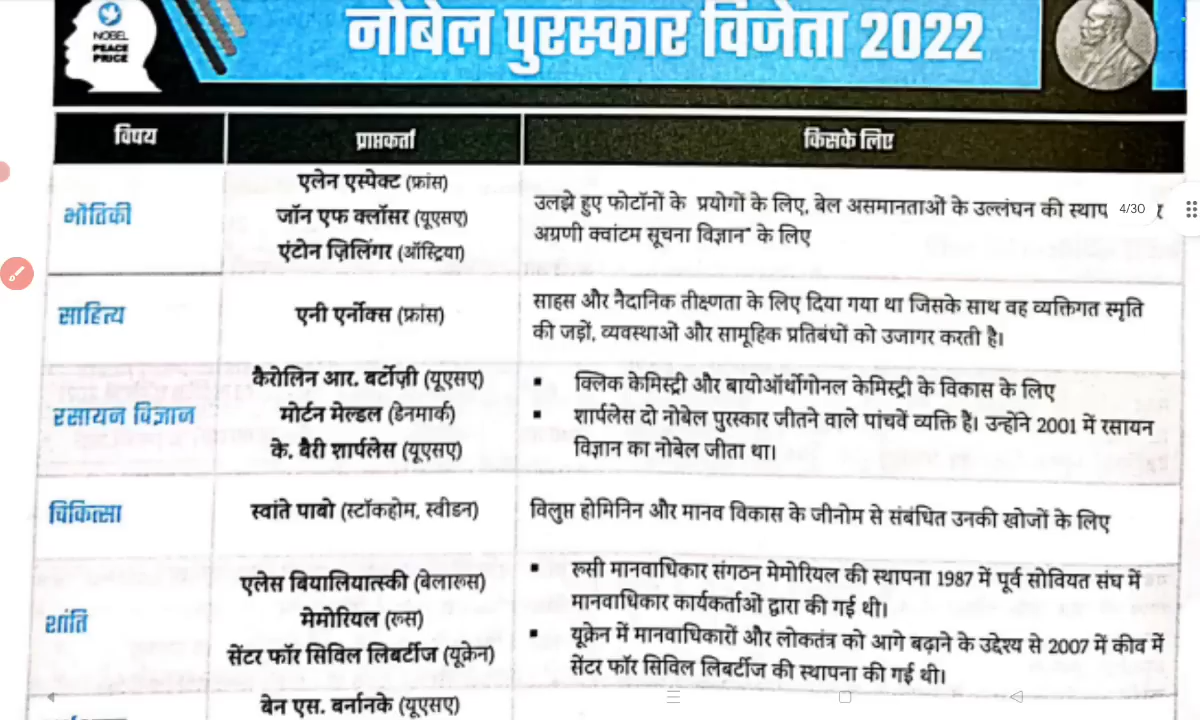 NOBEL
PEACE
PRICE
नोबेल पुरस्कार विजेता 2022
विषय
प्राप्तकर्ता
किसके लिए
भौतिकी
एलेन एस्पेक्ट (फ्रांस)
जॉन एफ क्लॉसर (यूएसए)
एंटोन ज़िलिंगर (ऑस्ट्रिया)
उलझे हुए फोटॉनों के प्रयोगों के लिए, बेल असमानताओं के उल्लंघन की स्थाप
अग्रणी क्वांटम सूचना विज्ञान" के लिए
4/30
साहित्य
एनी एर्नोक्स (फ्रांस)
साहस और नैदानिक तीक्ष्णता के लिए दिया गया था जिसके साथ वह व्यक्तिगत स्मृति
की जड़ों, व्यवस्थाओं और सामूहिक प्रतिबंधों को उजागर करती है।
रसायन विज्ञान
कैरोलिन आर. बर्टोज़ी (यूएसए)
मोर्टन मेल्डल (डेनमार्क)
के. बैरी शार्पलेस (यूएसए)
▪ क्लिक केमिस्ट्री और बायोऑर्थोगोनल केमिस्ट्री के विकास के लिए
▪ शार्पलेस दो नोबेल पुरस्कार जीतने वाले पांचवें व्यक्ति हैं। उन्होंने 2001 में रसायन
विज्ञान का नोबेल जीता था।
चिकित्सा
स्वांते पाबो (स्टॉकहोम, स्वीडन)
विलुप्त होमिनिन और मानव विकास के जीनोम से संबंधित उनकी खोजों के लिए
शांति
एलेस बियालियात्स्की (बेलारूस)
मेमोरियल (रूस)
सेंटर फॉर सिविल लिबर्टीज (यूक्रेन)
▪ रूसी मानवाधिकार संगठन मेमोरियल की स्थापना 1987 में पूर्व सोवियत संघ में
मानवाधिकार कार्यकर्ताओं द्वारा की गई थी।
▪ यूक्रेन में मानवाधिकारों और लोकतंत्र को आगे बढ़ाने के उद्देश्य से 2007 में कीव में
सेंटर फॉर सिविल लिबर्टीज की स्थापना की गई थी।
बेन एस. बर्नानके (यूएसए)